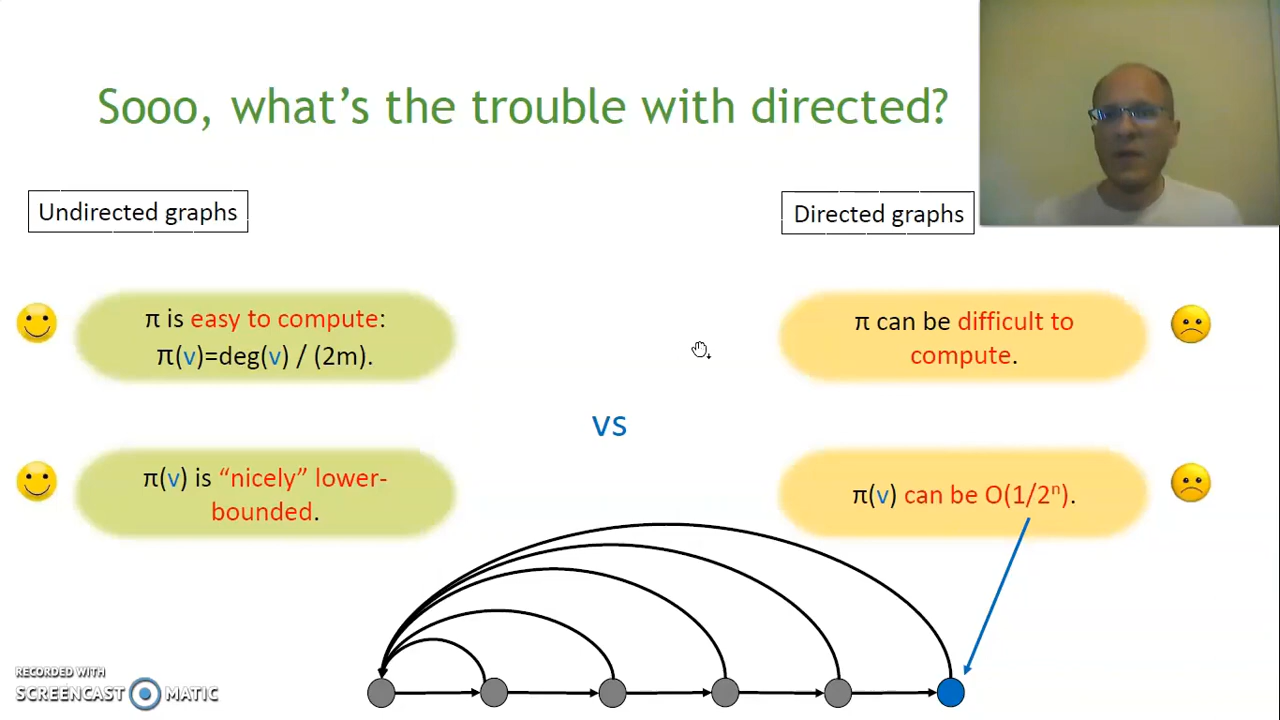 Sooo, what's the trouble with directed?
Undirected graphs
Directed graphs
π is easy to compute:
π(v)=deg(v) / (2m).
π can be difficult to
compute.
vs
π(v) is “nicely” lower-
bounded.
π(v) can be O(1/2ⁿ).
RECORDED WITH
SCREENCAST MATIC